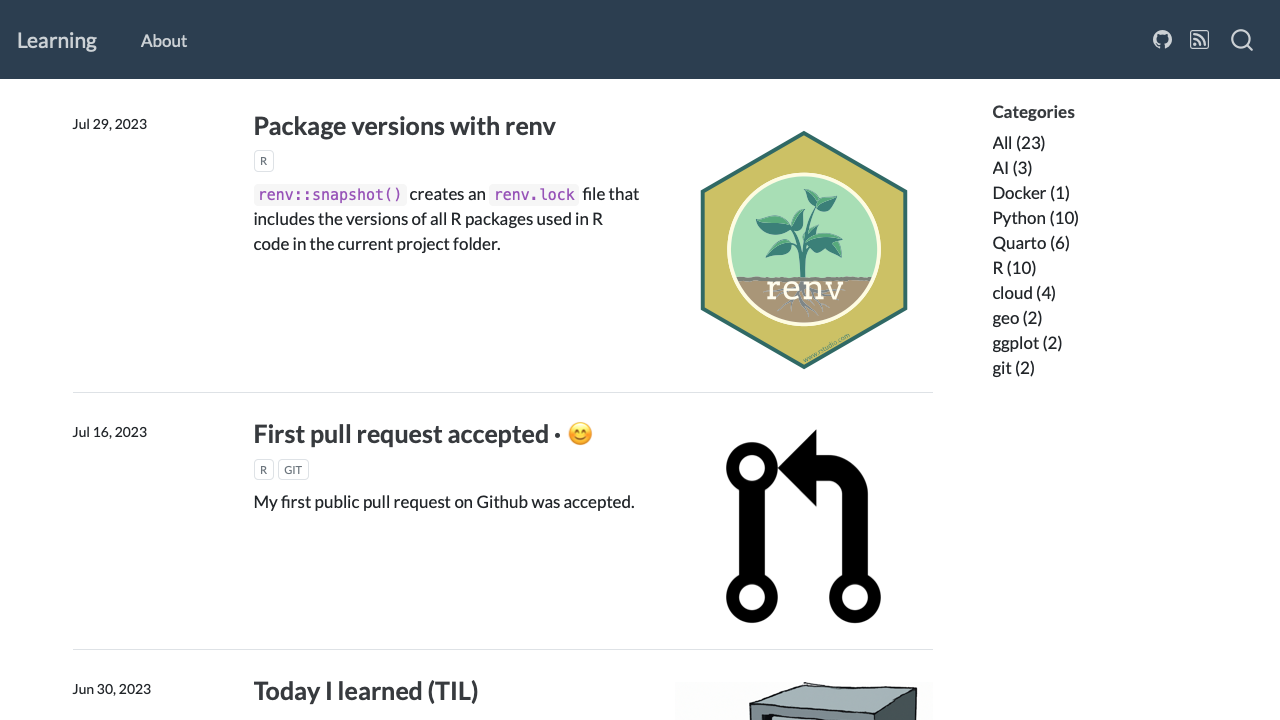 Learning
About
Jul 29, 2023
Package versions with renv
R
renv::snapshot() creates an renv.lock file that
includes the versions of all R packages used in R
code in the current project folder.
renv
www.rstudio.com
Categories
All (23)
AI (3)
Docker (1)
Python (10)
Quarto (6)
R (10)
cloud (4)
geo (2)
ggplot (2)
git (2)
Jul 16, 2023
First pull request accepted · 😊
R
GIT
My first public pull request on Github was accepted.
Jun 30, 2023
Today I learned (TIL)